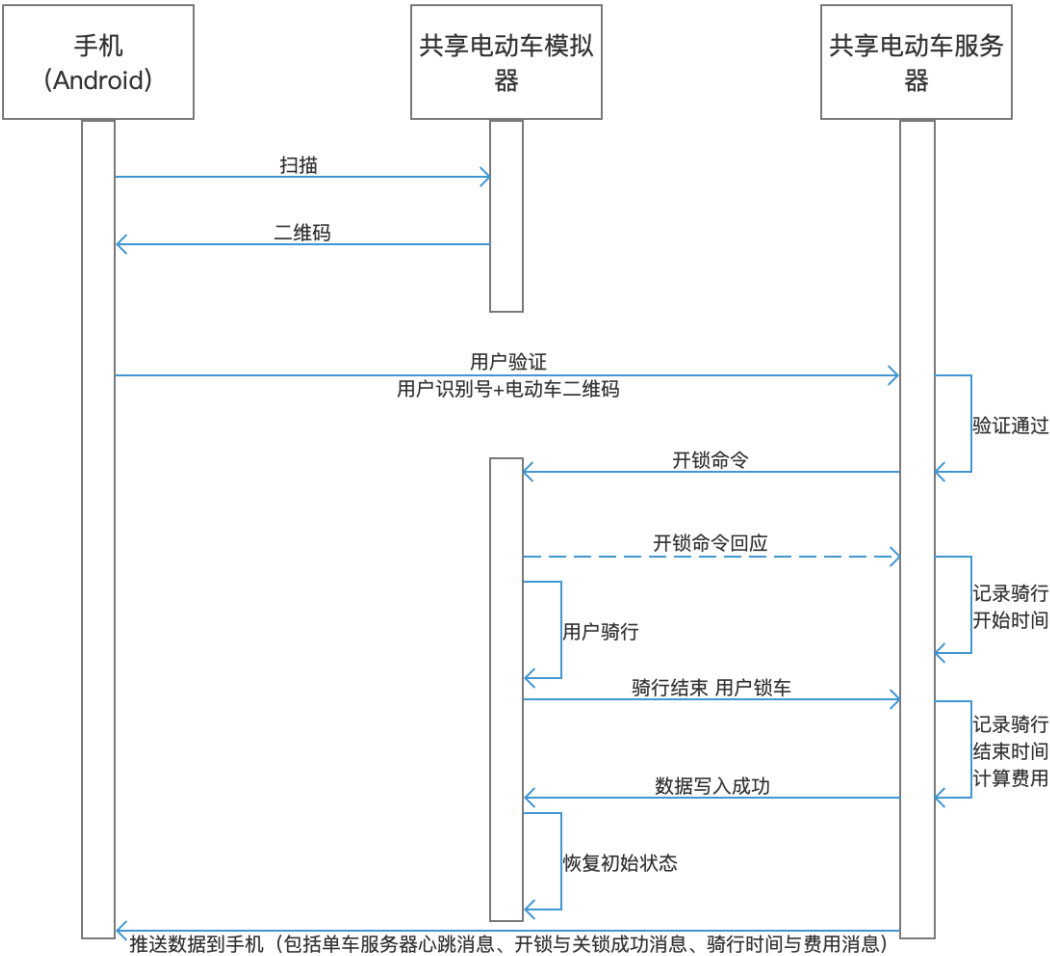 手机
(Android)
共享电动车模拟
器
共享电动车服务
器
扫描
二维码
用户验证
用户识别号+电动车二维码
验证通过
开锁命令
开锁命令回应
记录骑行
开始时间
用户骑行
骑行结束 用户锁车
记录骑行
结束时间
计算费用
数据写入成功
恢复初始状态
推送数据到手机（包括单车服务器心跳消息、开锁与关锁成功消息、骑行时间与费用消息）